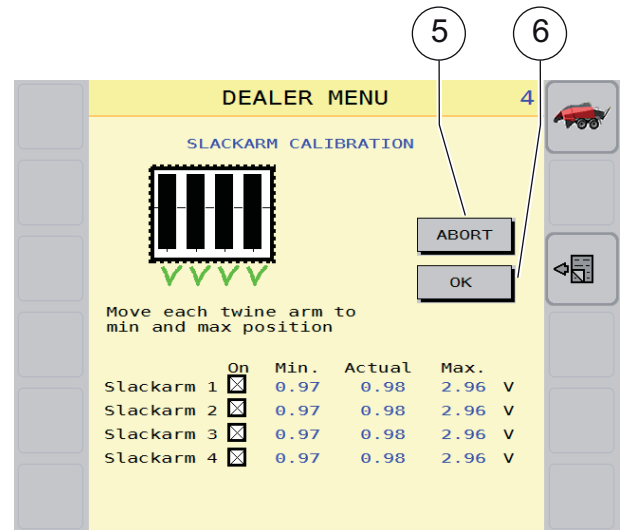 5 6
DEALER MENU 4
SLACKARM CALIBRATION
ABORT
OK
Move each twine arm to
min and max position
On Min. Actual Max.
Slackarm 1 0.97 0.98 2.96 V
Slackarm 2 0.97 0.98 2.96 V
Slackarm 3 0.97 0.98 2.96 V
Slackarm 4 0.97 0.98 2.96 V